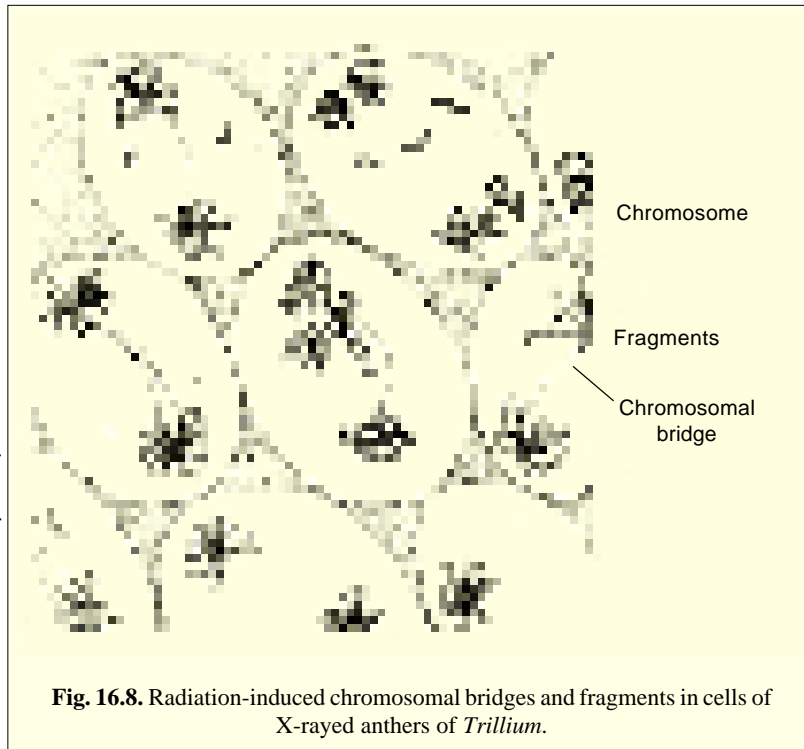 Chromosome
Fragments
Chromosomal
bridge
Fig. 16.8. Radiation-induced chromosomal bridges and fragments in cells of
X-rayed anthers of Trillium.